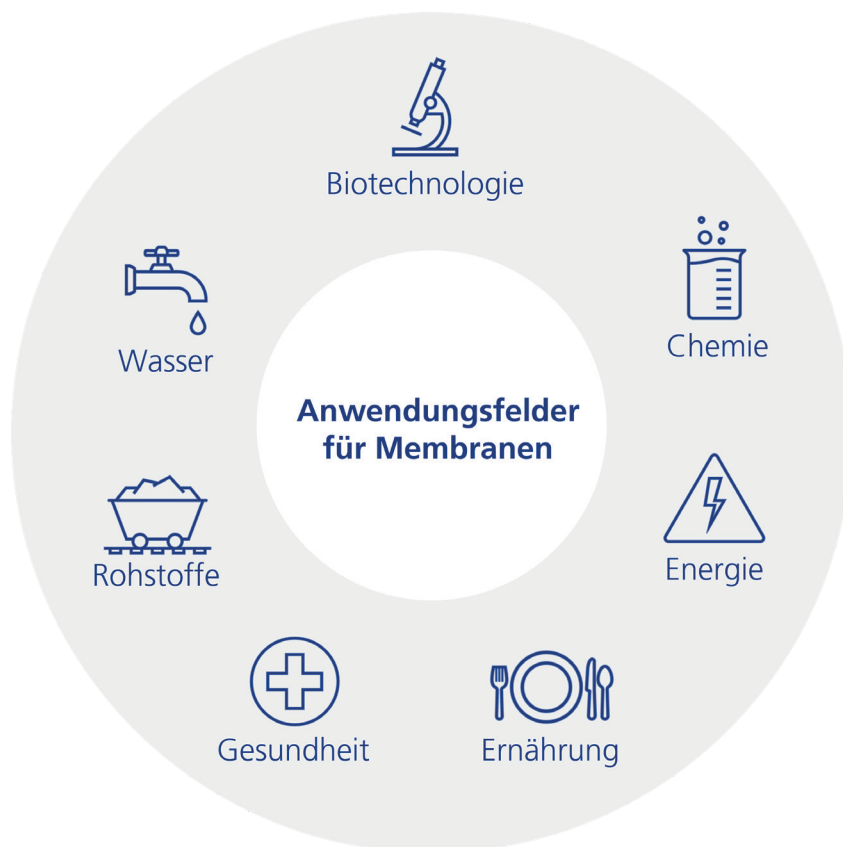 Biotechnologie
Chemie
Energie
Ernährung
Gesundheit
Rohstoffe
Wasser
Anwendungsfelder
für Membranen